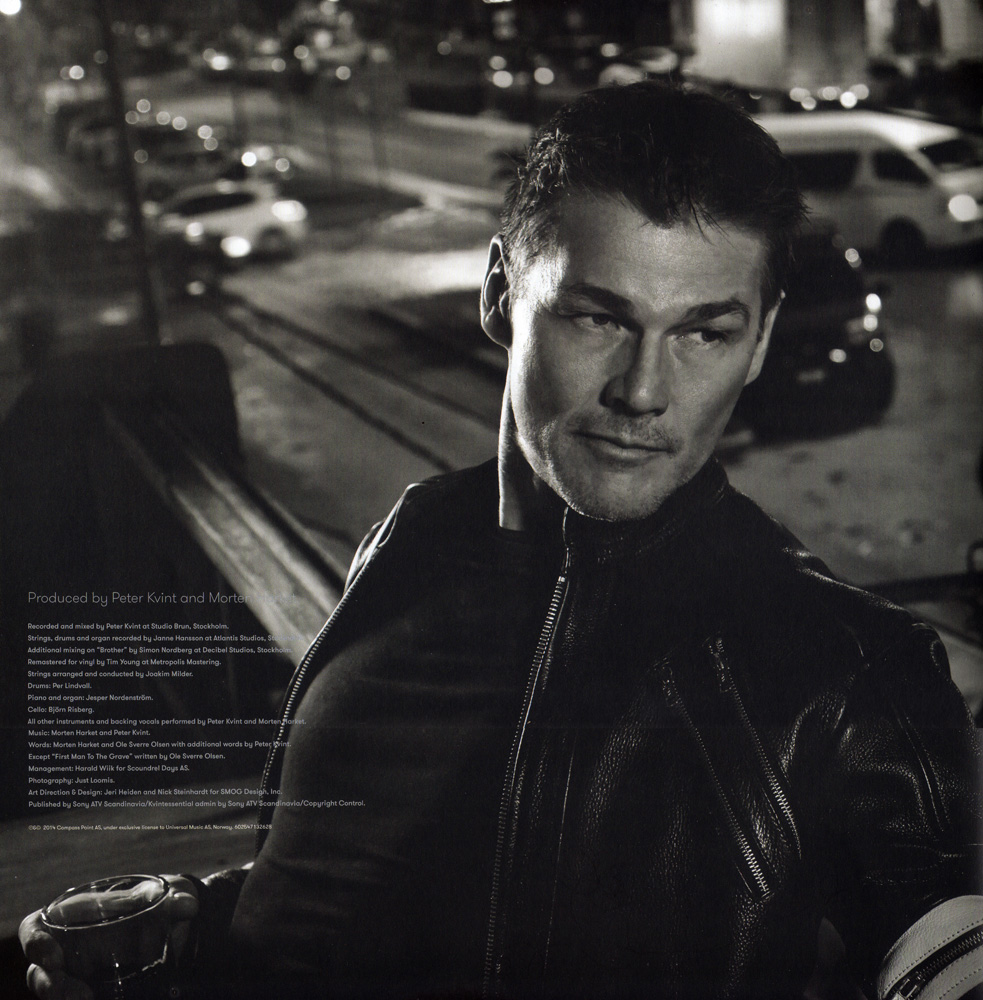 Produced by Peter Kvint and Morten
Recorded and mixed by Peter Kvint at Studio Brun, Stockholm.
Strings, drums and organ recorded by Janne Hansson at Atlantis Studios,
Additional mixing on "Brother" by Simon Nordberg at Decibel Studios, Stockholm.
Remastered for vinyl by Tim Young at Metropolis Mastering.
Strings arranged and conducted by Joakim Milder.
Drums: Per Lindvall.
Piano and organ: Jesper Nordenström.
Cello: Björn Risberg.
All other instruments and backing vocals performed by Peter Kvint and Morten Harket.
Music: Morten Harket and Peter Kvint.
Words: Morten Harket and Ole Sverre Olsen with additional words by Peter Kvint.
Except "First Man To The Grave" written by Ole Sverre Olsen.
Management: Harald Wiik for Scoundrel Days AS.
Photography: Just Loomis.
Art Direction & Design: Jeri Heiden and Nick Steinhardt for SMOG Design, Inc.
Published by Sony ATV Scandinavia/Kvintessential admin by Sony ATV Scandinavia/Copyright Control.
℗© 2014 Compass Point AS, under exclusive license to Universal Music AS, Norway. 602547132628